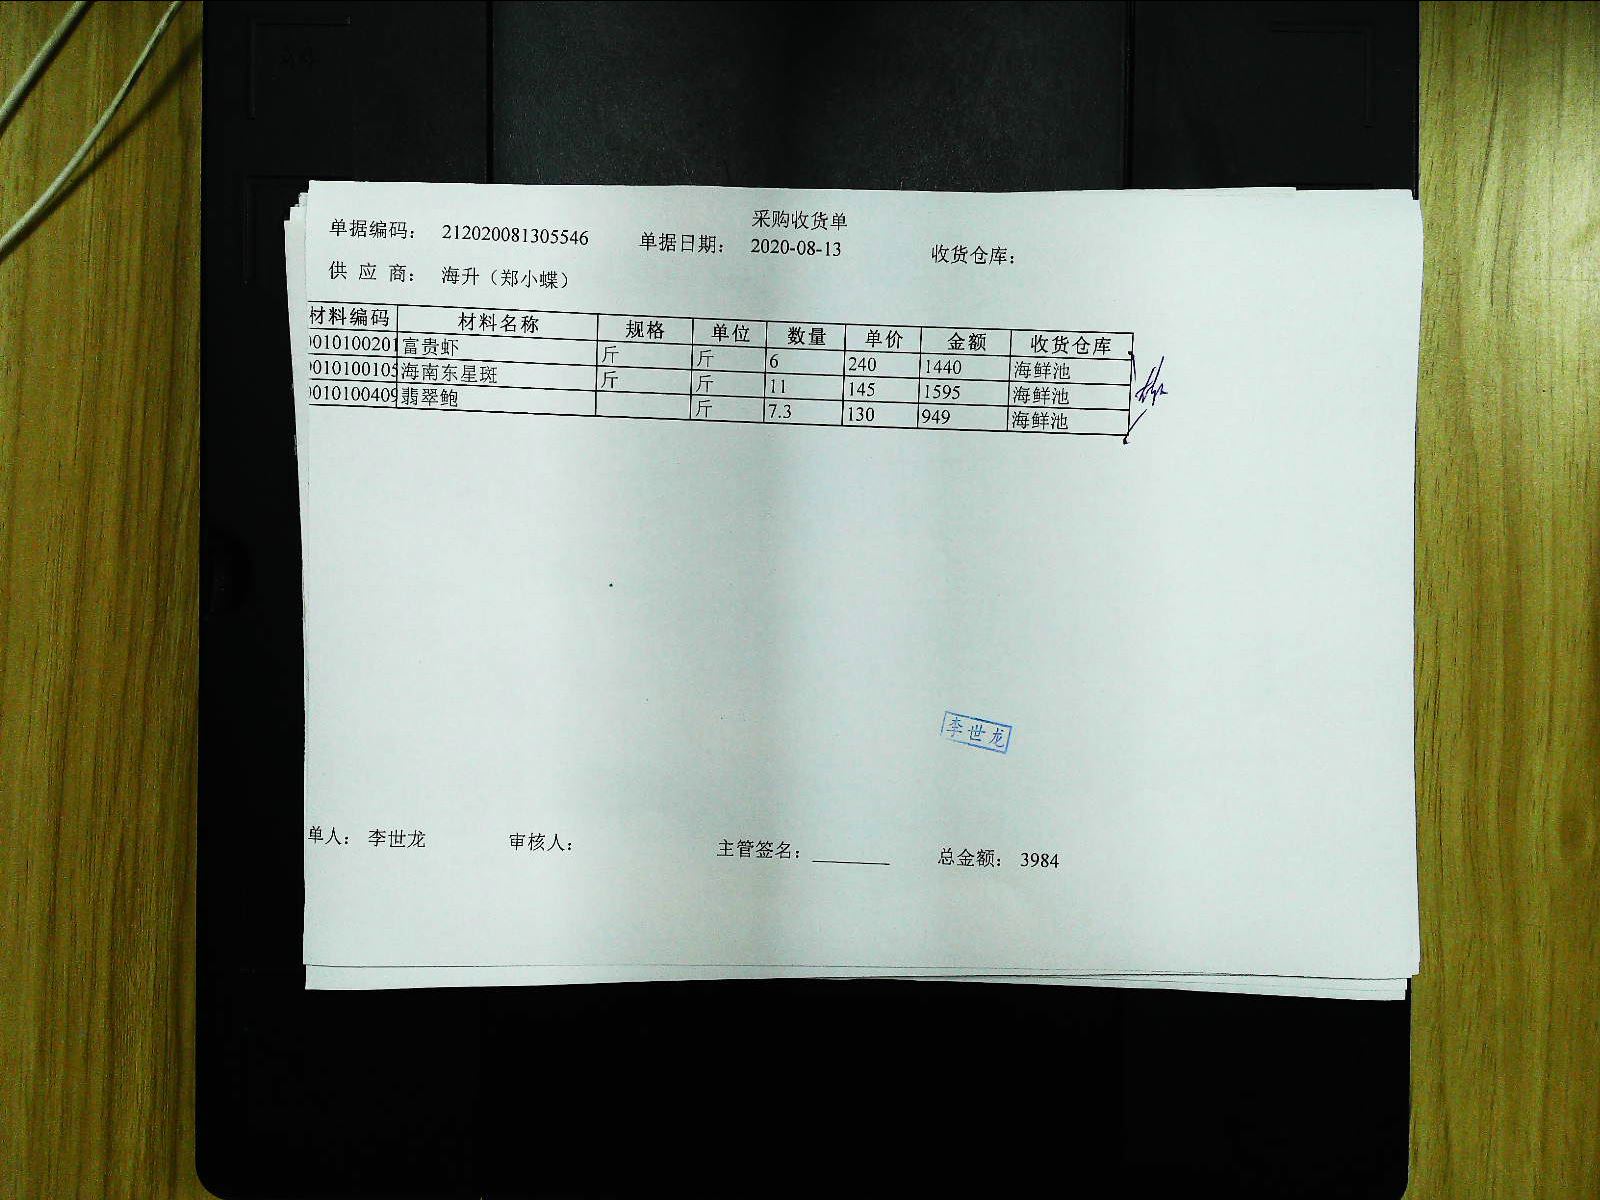 采购收货单
单据编码： 212020081305546 单据日期： 2020-08-13 收货仓库：
供 应 商： 海升（郑小蝶）
材料编码 材料名称 规格 单位 数量 单价 金额 收货仓库
010100201 富贵虾 斤 斤 6 240 1440 海鲜池
010100105 海南东星斑 斤 斤 11 145 1595 海鲜池
010100409 翡翠鲍 斤 7.3 130 949 海鲜池
李世龙
单人： 李世龙 审核人： 主管签名： 总金额： 3984